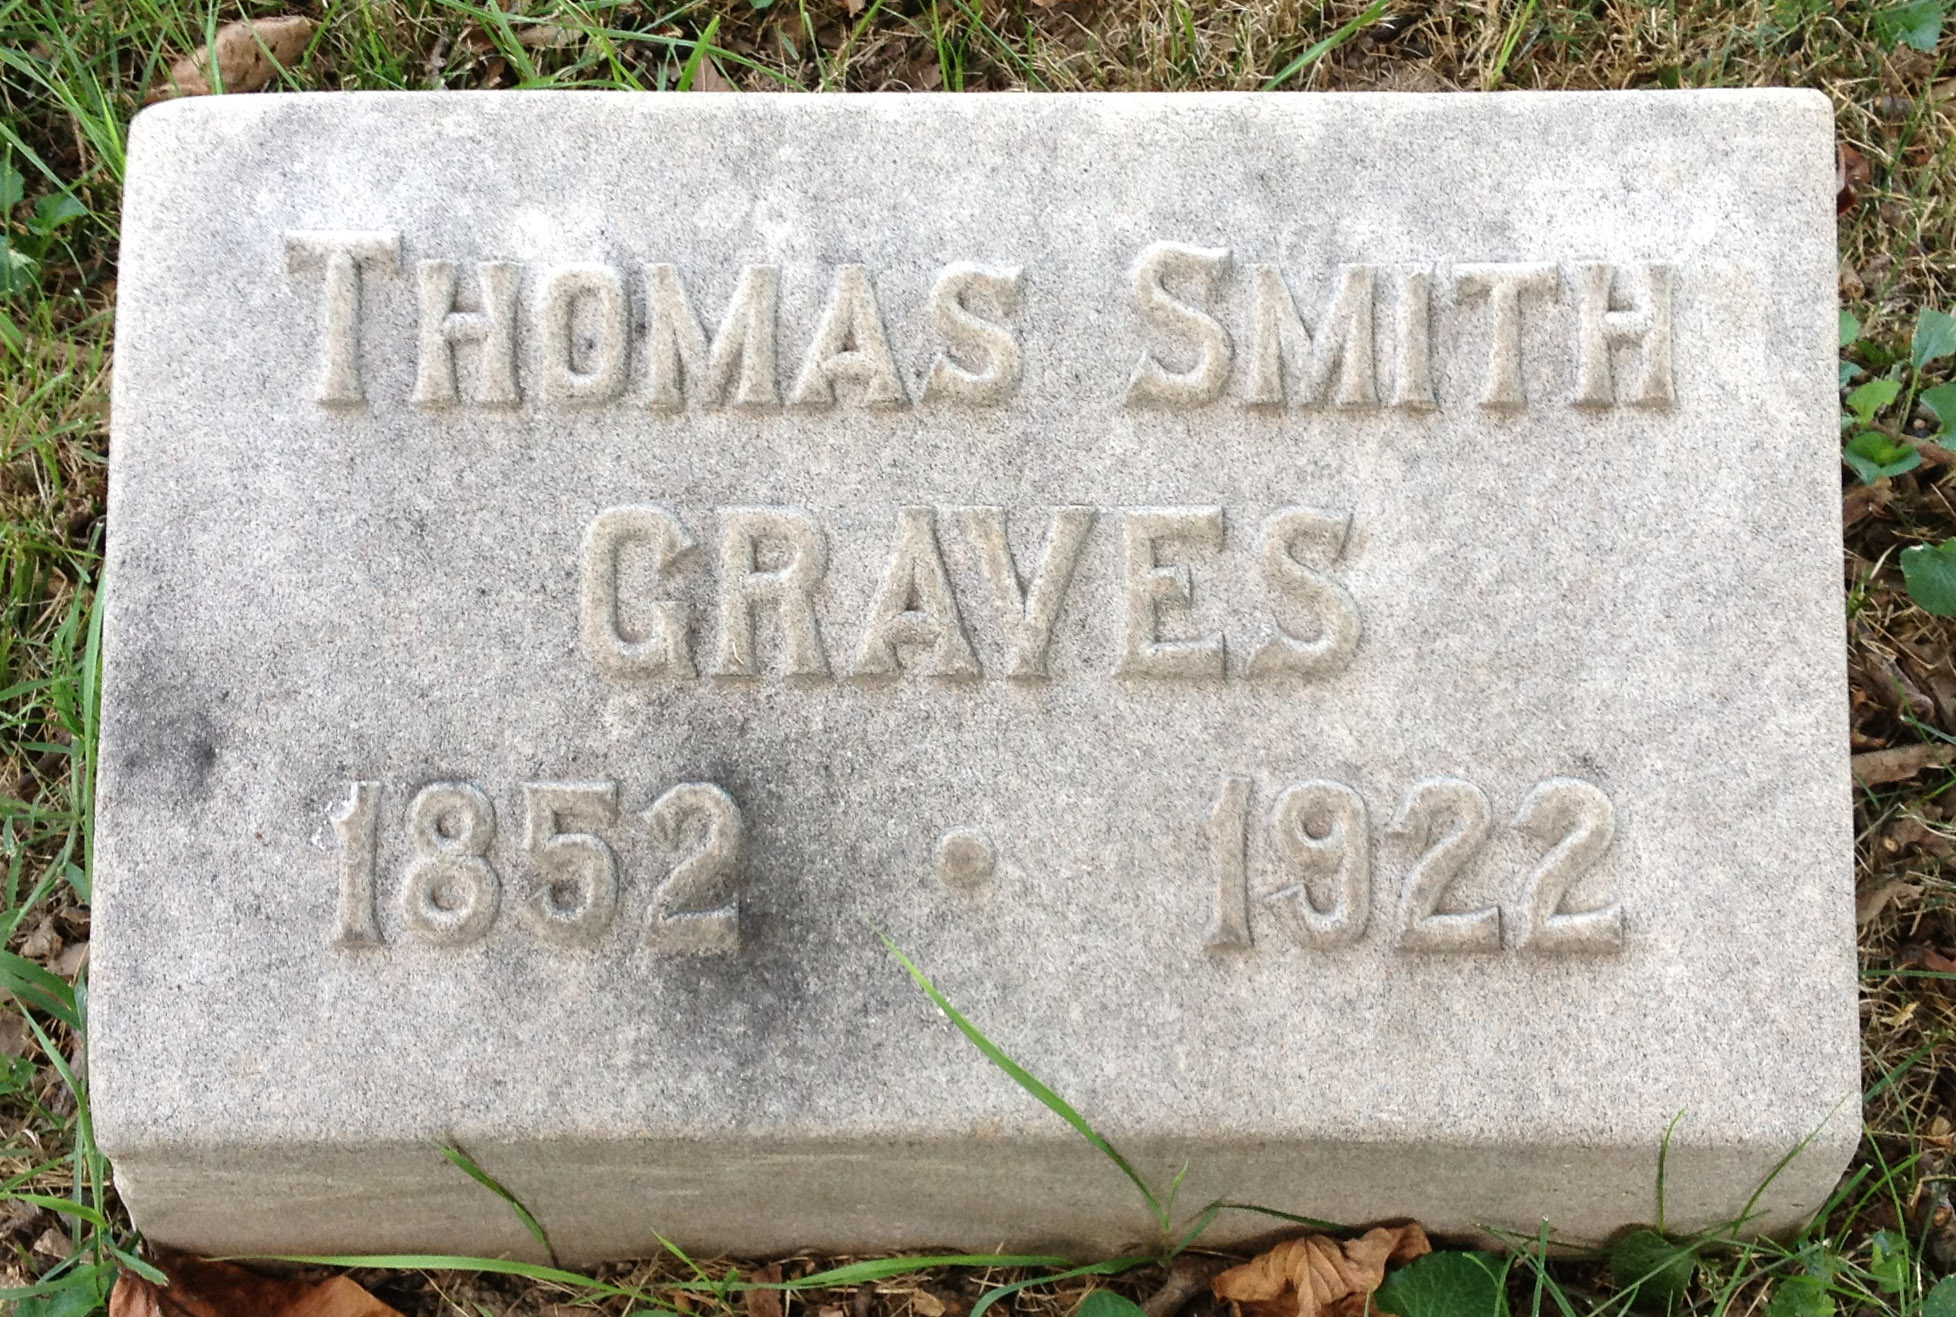 THOMAS SMITH
GRAVES
1852 • 1922